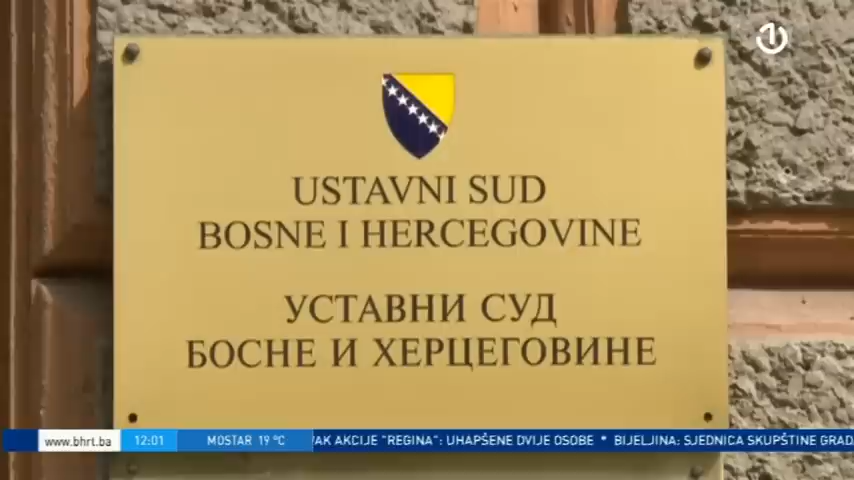 USTAVNI SUD
BOSNE I HERCEGOVINE
УСТАВНИ СУД
БОСНЕ И ХЕРЦЕГОВИНЕ
www.bhrt.ba 12:01 MOSTAR 19 °C AKCIJE "REGINA": UHAPŠENE DVIJE OSOBE * BIJELJINA: SJEDNICA SKUPŠTINE